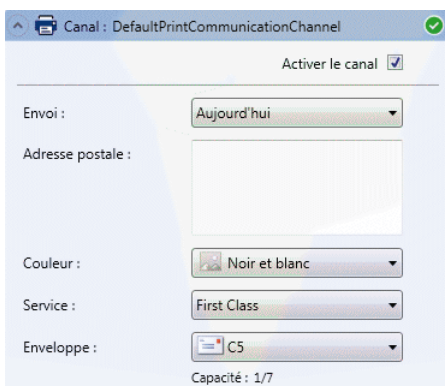 Canal : DefaultPrintCommunicationChannel
Activer le canal
Envoi : Aujourd'hui
Adresse postale :
Couleur : Noir et blanc
Service : First Class
Enveloppe : C5
Capacité : 1/7